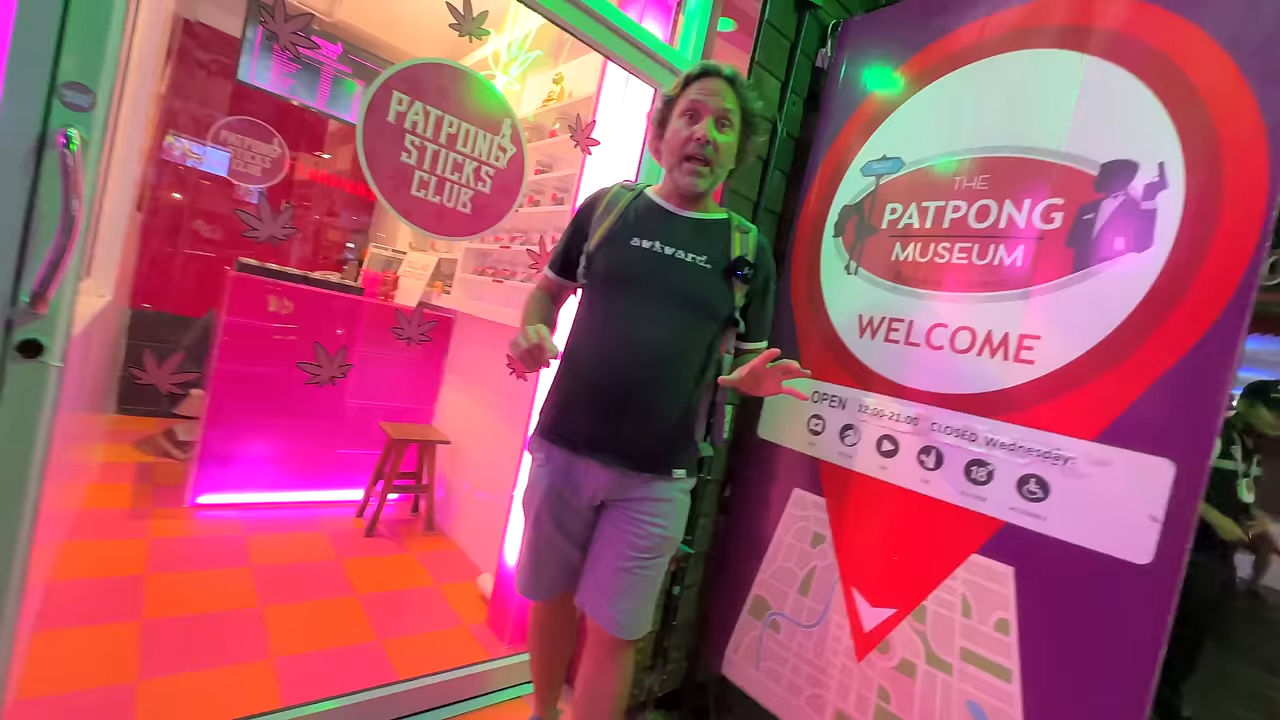 PATPONG
STICKS
CLUB
PATPONG
STICKS
CLUB
awkward.
THE
PATPONG
MUSEUM
WELCOME
OPEN 12:00-21:00 CLOSED Wednesday
18+